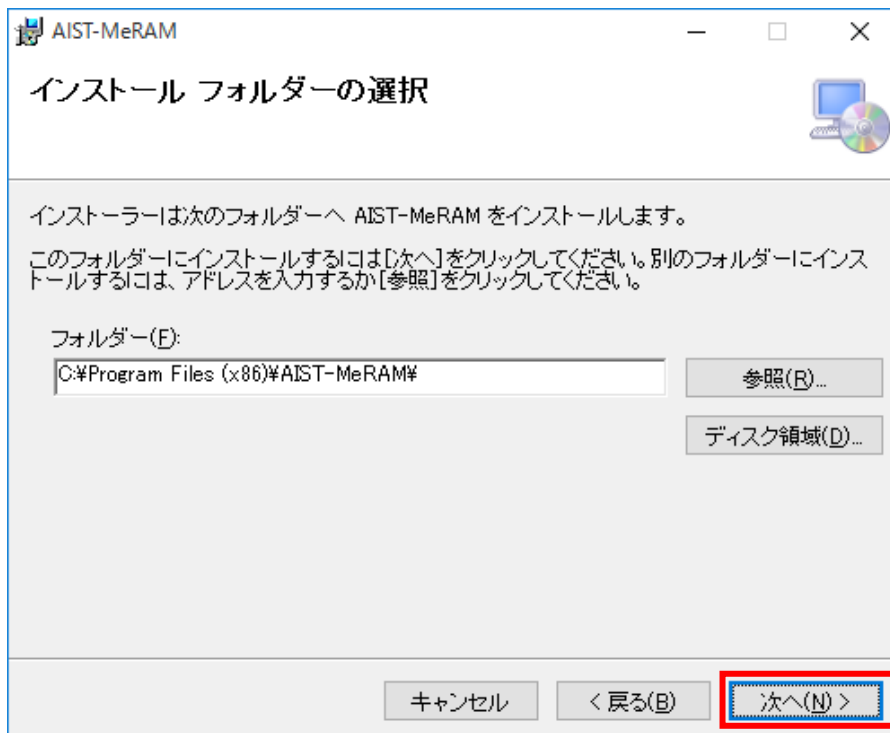 AIST-MeRAM
インストール フォルダーの選択
インストーラーは次のフォルダーへ AIST-MeRAM をインストールします。
このフォルダーにインストールするには[次へ]をクリックしてください。別のフォルダーにインス
トールするには、アドレスを入力するか[参照]をクリックしてください。
フォルダー(F):
C:¥Program Files (x86)¥AIST-MeRAM¥
参照(R)...
ディスク領域(D)...
キャンセル
< 戻る(B)
次へ(N) >